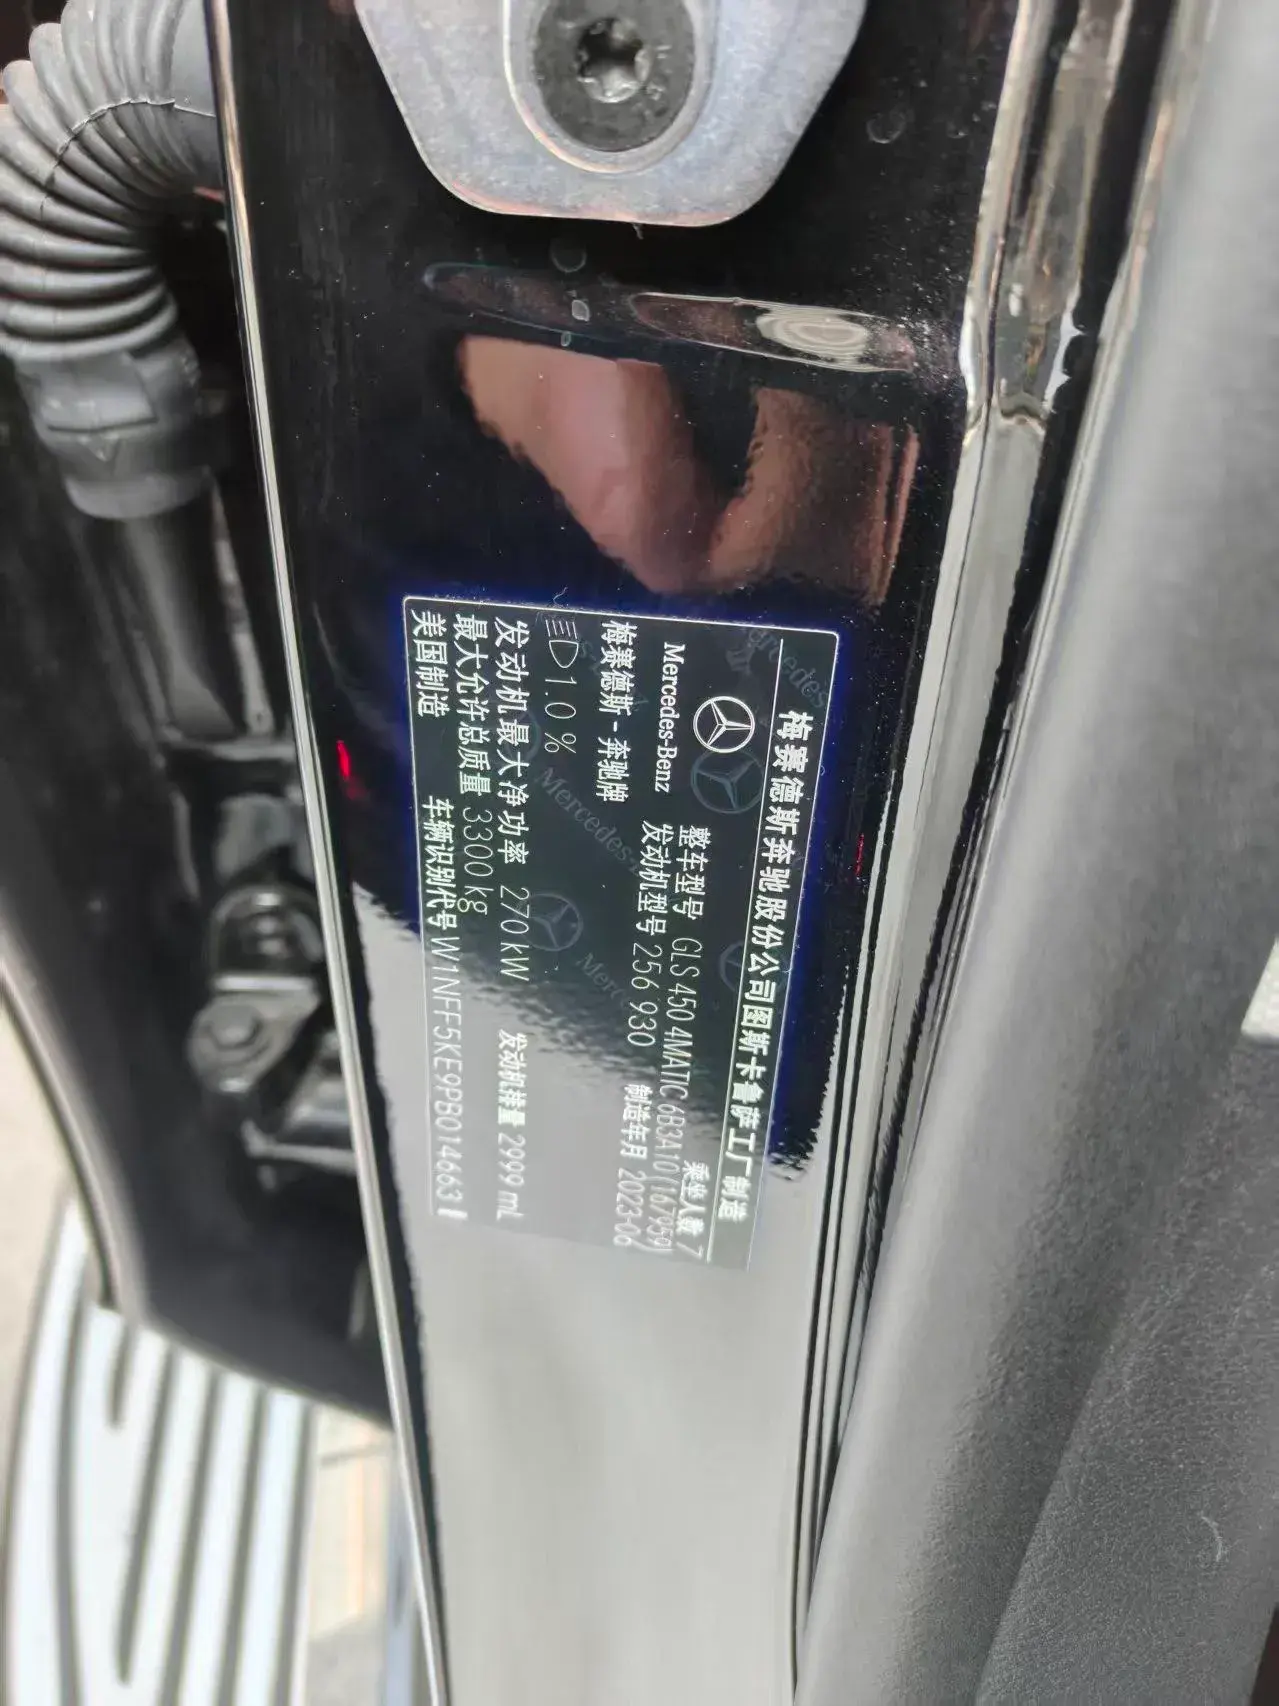 梅赛德斯奔驰股份公司图斯卡鲁萨工厂制造
Mercedes-Benz
整车型号 GLS 450 4MATIC 6B3A10(167959) 乘坐人数 7
梅赛德斯-奔驰牌 发动机型号 256 930 制造年月 2023-06
1.0 %
发动机最大净功率 270 kW 发动机排量 2999 mL
最大允许总质量 3300 kg
美国制造 车辆识别代号 W1NFF5KE9PB014663